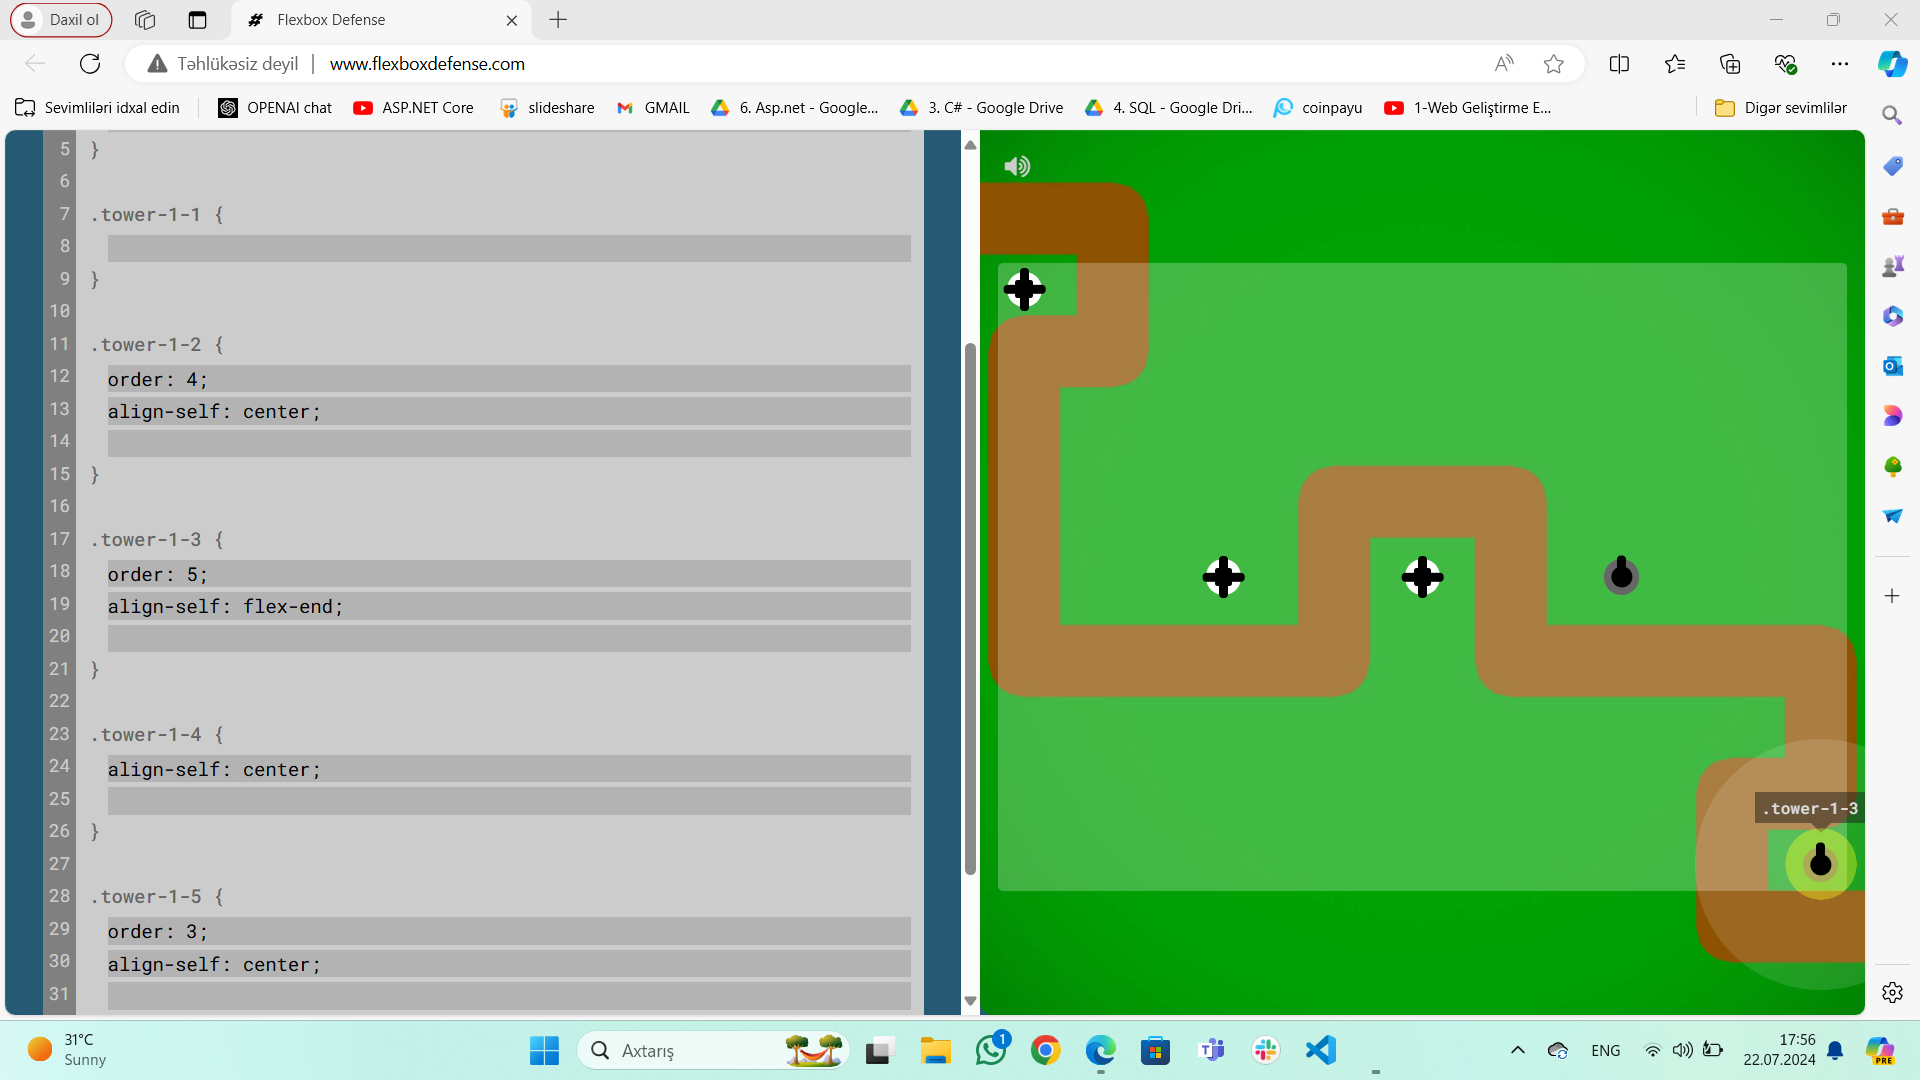 Daxil ol
Flexbox Defense
Təhlükəsiz deyil
www.flexboxdefense.com
Sevimliləri idxal edin
OPENAI chat
ASP.NET Core
slideshare
GMAIL
6. Asp.net - Google...
3. C# - Google Drive
4. SQL - Google Dri...
coinpayu
1-Web Geliştirme E...
Digər sevimlilər
5 }
6
7 .tower-1-1 {
8
9 }
10
11 .tower-1-2 {
12 order: 4;
13 align-self: center;
14
15 }
16
17 .tower-1-3 {
18 order: 5;
19 align-self: flex-end;
20
21 }
22
23 .tower-1-4 {
24 align-self: center;
25
26 }
27
28 .tower-1-5 {
29 order: 3;
30 align-self: center;
31
.tower-1-3
31°C
Sunny
Axtarış
1
ENG
17:56
22.07.2024
PRE